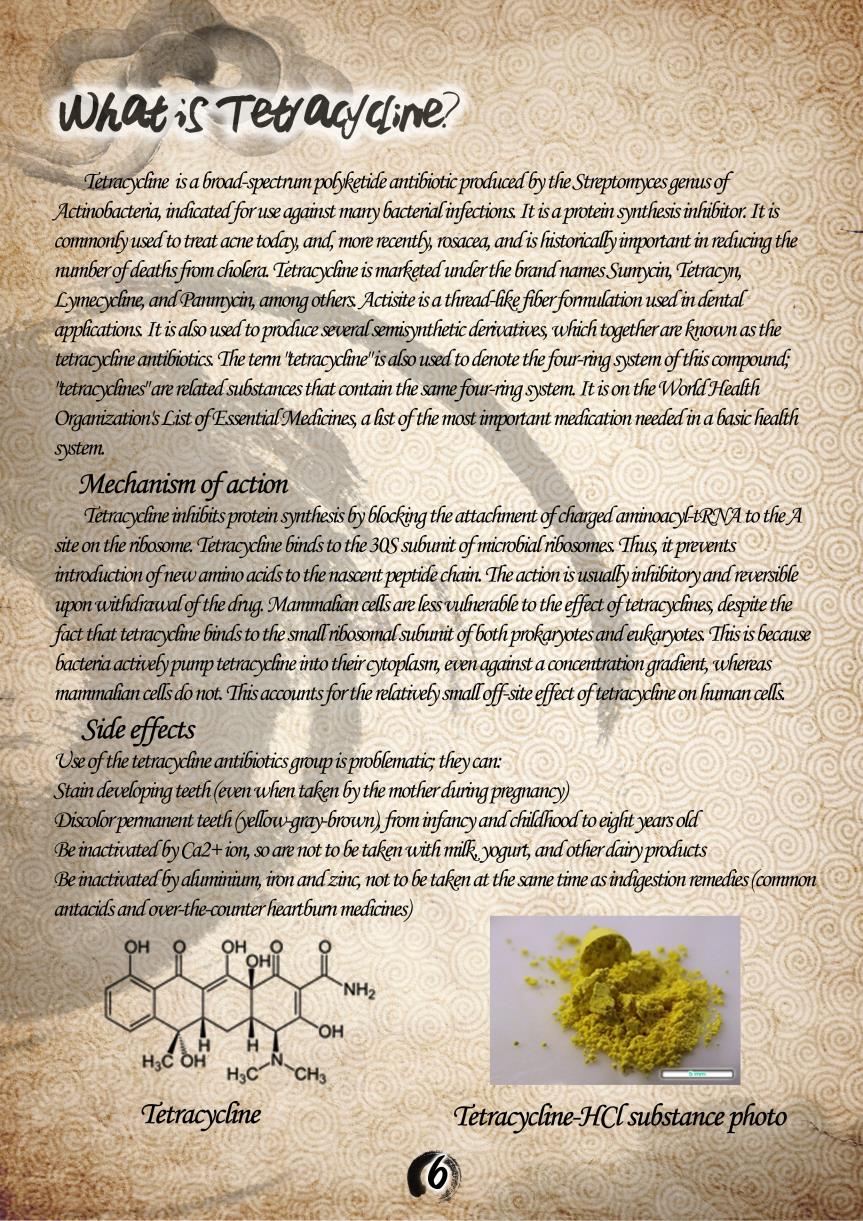 What is Tetracycline?
Tetracycline is a broad-spectrum polyketide antibiotic produced by the Streptomyces genus of
Actinobacteria, indicated for use against many bacterial infections. It is a protein synthesis inhibitor. It is
commonly used to treat acne today, and, more recently, rosacea, and is historically important in reducing the
number of deaths from cholera. Tetracycline is marketed under the brand names Sumycin, Tetracyn,
Lymecycline, and Panmycin, among others. Actisite is a thread-like fiber formulation used in dental
applications. It is also used to produce several semisynthetic derivatives, which together are known as the
tetracycline antibiotics. The term "tetracycline" is also used to denote the four-ring system of this compound;
"tetracyclines" are related substances that contain the same four-ring system. It is on the World Health
Organization's List of Essential Medicines, a list of the most important medication needed in a basic health
system.
Mechanism of action
Tetracycline inhibits protein synthesis by blocking the attachment of charged aminoacyl-tRNA to the A
site on the ribosome. Tetracycline binds to the 30S subunit of microbial ribosomes. Thus, it prevents
introduction of new amino acids to the nascent peptide chain. The action is usually inhibitory and reversible
upon withdrawal of the drug. Mammalian cells are less vulnerable to the effect of tetracyclines, despite the
fact that tetracycline binds to the small ribosomal subunit of both prokaryotes and eukaryotes. This is because
bacteria actively pump tetracycline into their cytoplasm, even against a concentration gradient, whereas
mammalian cells do not. This accounts for the relatively small off-site effect of tetracycline on human cells.
Side effects
Use of the tetracycline antibiotics group is problematic; they can:
Stain developing teeth (even when taken by the mother during pregnancy)
Discolor permanent teeth (yellow-gray-brown), from infancy and childhood to eight years old
Be inactivated by Ca2+ ion, so are not to be taken with milk, yogurt, and other dairy products
Be inactivated by aluminium, iron and zinc, not to be taken at the same time as indigestion remedies (common
antacids and over-the-counter heartburn medicines)
OH O OH OH O O
NH2
OH
H H
H3C OH N
H3C CH3
5 mm
Tetracycline
Tetracycline-HCl substance photo
6